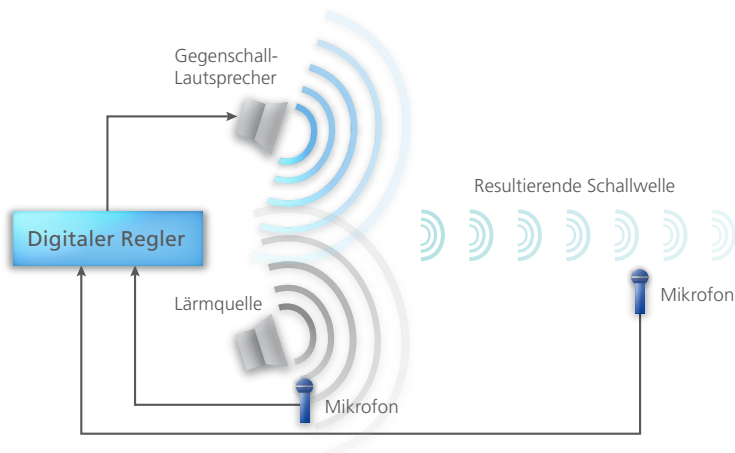 Gegenschall-
Lautsprecher
Resultierende Schallwelle
Digitaler Regler
Lärmquelle
Mikrofon
Mikrofon